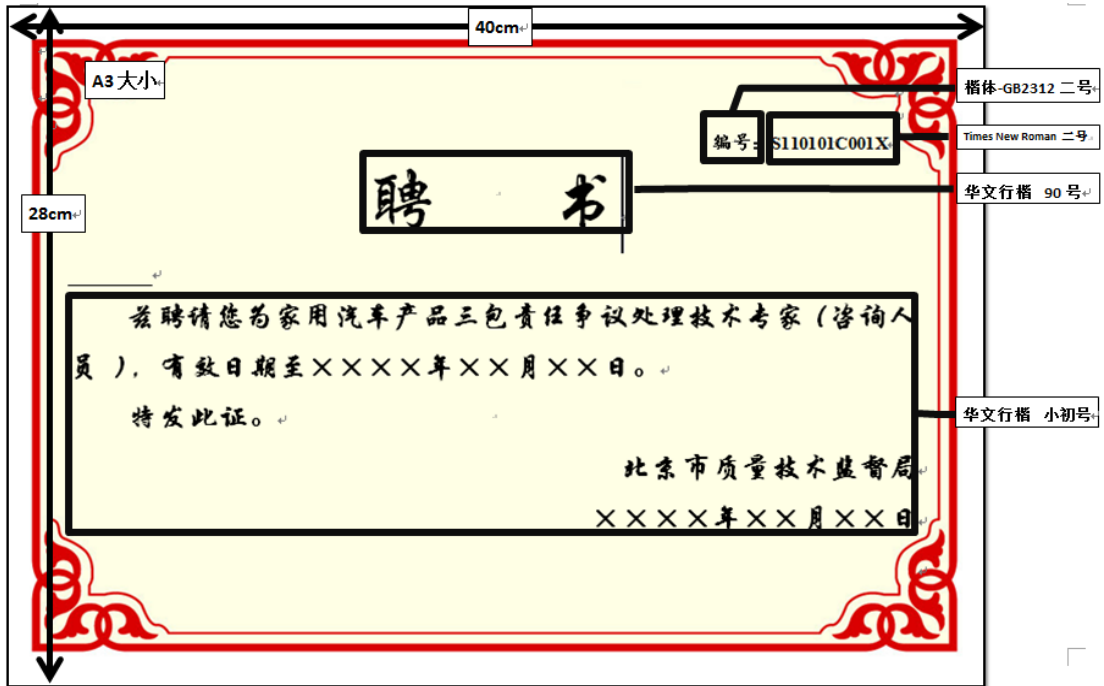 40cm
A3大小
楷体-GB2312 二号
编号：S110101C001X
Times New Roman 二号
聘 书
华文行楷 90 号
28cm
兹聘请您为家用汽车产品三包责任争议处理技术专家（咨询人
员），有效日期至××××年××月××日。
特发此证。
华文行楷 小初号
北京市质量技术监督局
××××年××月××日